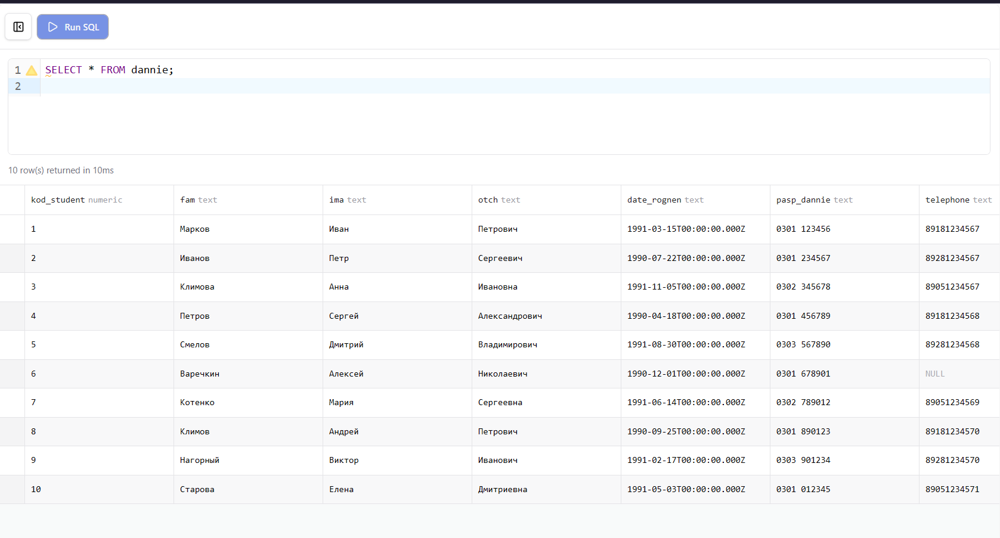 Run SQL
1 SELECT * FROM dannie;
2
10 row(s) returned in 10ms
kod_student numeric fam text ima text otch text date_rognen text pasp_dannie text telephone text
1 Марков Иван Петрович 1991-03-15T00:00:00.000Z 0301 123456 89181234567
2 Иванов Петр Сергеевич 1990-07-22T00:00:00.000Z 0301 234567 89281234567
3 Климова Анна Ивановна 1991-11-05T00:00:00.000Z 0302 345678 89051234567
4 Петров Сергей Александрович 1990-04-18T00:00:00.000Z 0301 456789 89181234568
5 Смелов Дмитрий Владимирович 1991-08-30T00:00:00.000Z 0303 567890 89281234568
6 Варечкин Алексей Николаевич 1990-12-01T00:00:00.000Z 0301 678901 NULL
7 Котенко Мария Сергеевна 1991-06-14T00:00:00.000Z 0302 789012 89051234569
8 Климов Андрей Петрович 1990-09-25T00:00:00.000Z 0301 890123 89181234570
9 Нагорный Виктор Иванович 1991-02-17T00:00:00.000Z 0303 901234 89281234570
10 Старова Елена Дмитриевна 1991-05-03T00:00:00.000Z 0301 012345 89051234571